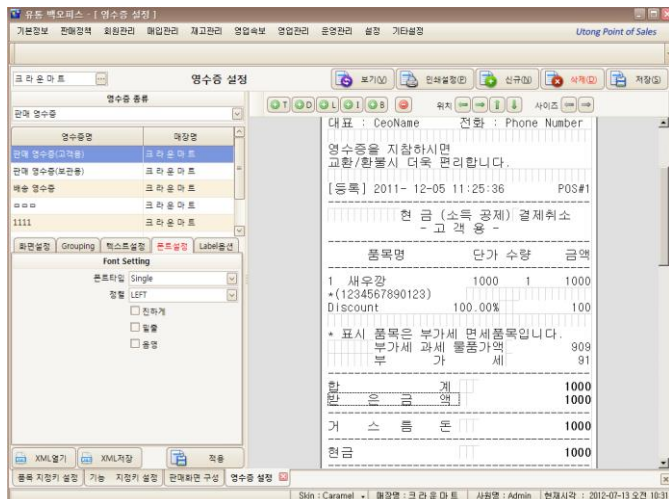 유통 백오피스 - [ 영수증 설정 ]
기본정보 판매정책 회원관리 매입관리 재고관리 영업속보 영업관리 운영관리 설정 기타설정 Utong Point of Sales
크라운마트 ... 영수증 설정 보기(V) 인쇄설정(P) 신규(N) 삭제(D) 저장(S)
영수증 종류
판매 영수증
T D L I B 위치 사이즈
영수증명 매장명
판매 영수증(고객용) 크라운마트
판매 영수증(보관용) 크라운마트
배송 영수증 크라운마트
ㅁㅁㅁ 크라운마트
1111 크라운마트
화면설정 Grouping 텍스트설정 폰트설정 Label옵션
Font Setting
폰트타입 Single
정렬 LEFT
진하게
밑줄
음영
대표 : CeoName 전화 : Phone Number
영수증을 지참하시면
교환/환불시 더욱 편리합니다.
[등록] 2011- 12-05 11:25:36 POS#1
현 금 (소득 공제) 결제취소
- 고 객 용 -
품목명 단가 수량 금액
1 새우깡 1000 1 1000
*(1234567890123)
Discount 100.00% 100
* 표시 품목은 부가세 면세품목입니다.
부가세 과세 물품가액 909
부 가 세 91
합 계 1000
받 은 금 액 1000
거 스 름 돈 1000
현금 1000
XML열기 XML저장 적용
품목 지정키 설정 기능 지정키 설정 판매화면 구성 영수증 설정
Skin : Caramel 매장명 : 크라운마트 사원명 : Admin 현재시각 : 2012-07-13 오전 10:3